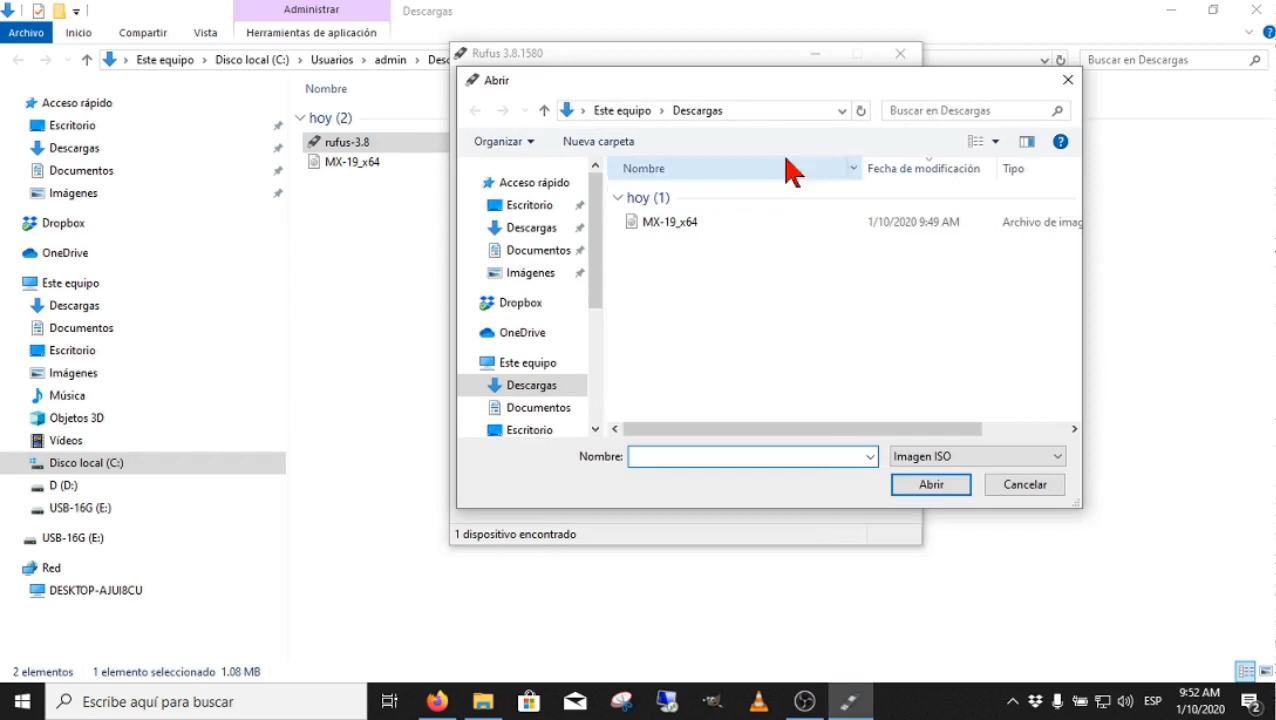 Administrar
Descargas
Archivo
Inicio
Compartir
Vista
Herramientas de aplicación
Este equipo
Disco local (C:)
Usuarios
admin
Buscar en Descargas
Acceso rápido
Escritorio
Descargas
Documentos
Imágenes
Dropbox
OneDrive
Este equipo
Descargas
Documentos
Escritorio
Imágenes
Música
Objetos 3D
Vídeos
Disco local (C:)
D (D:)
USB-16G (E:)
USB-16G (E:)
Red
DESKTOP-AJUI8CU
Nombre
hoy (2)
rufus-3.8
MX-19_x64
Rufus 3.8.1580
Abrir
Este equipo
Descargas
Buscar en Descargas
Organizar
Nueva carpeta
Acceso rápido
Escritorio
Descargas
Documentos
Imágenes
Dropbox
OneDrive
Este equipo
Descargas
Documentos
Escritorio
Nombre
Fecha de modificación
Tipo
hoy (1)
MX-19_x64
1/10/2020 9:49 AM
Archivo de imag
Nombre:
Imagen ISO
Abrir
Cancelar
1 dispositivo encontrado
2 elementos
1 elemento seleccionado 1.08 MB
Escribe aquí para buscar
ESP
9:52 AM
1/10/2020
2